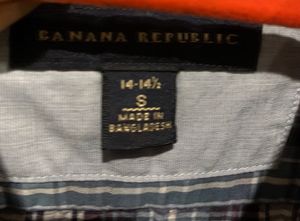 BANANA REPUBLIC
14-14½
S
MADE IN
BANGLADESH